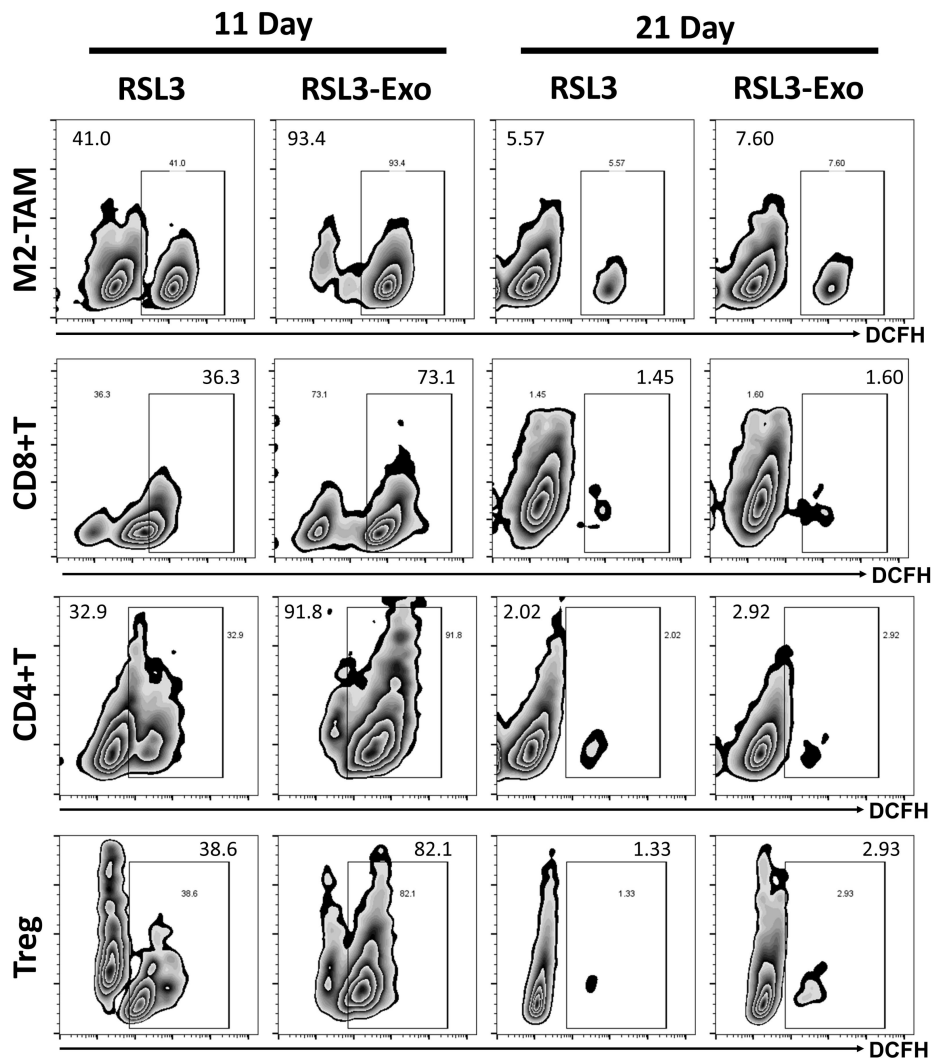 11 Day 21 Day
RSL3 RSL3-Exo RSL3 RSL3-Exo
M2-TAM
41.0 93.4 5.57 7.60
41.0 93.4 5.57 7.60
DCFH
CD8+T
36.3 73.1 1.45 1.60
36.3 73.1 1.45 1.60
DCFH
CD4+T
32.9 91.8 2.02 2.92
32.9 91.8 2.02 2.92
DCFH
Treg
38.6 82.1 1.33 2.93
38.6 82.1 1.33 2.93
DCFH